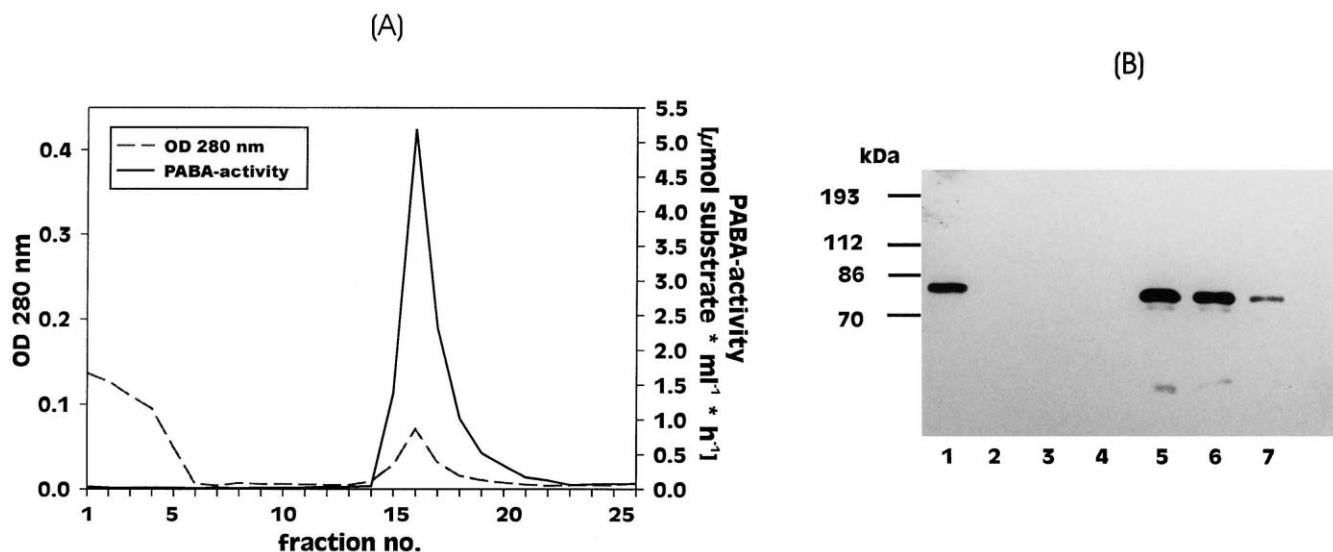 (A)
OD 280 nm
PABA-activity
0.4
0.3
0.2
0.1
0.0
OD 280 nm
5.5
5.0
4.5
4.0
3.5
3.0
2.5
2.0
1.5
1.0
0.5
0.0
PABA-activity
[μmol substrate * ml⁻¹ * h⁻¹]
1 5 10 15 20 25
fraction no.
(B)
kDa
193
112
86
70
1 2 3 4 5 6 7